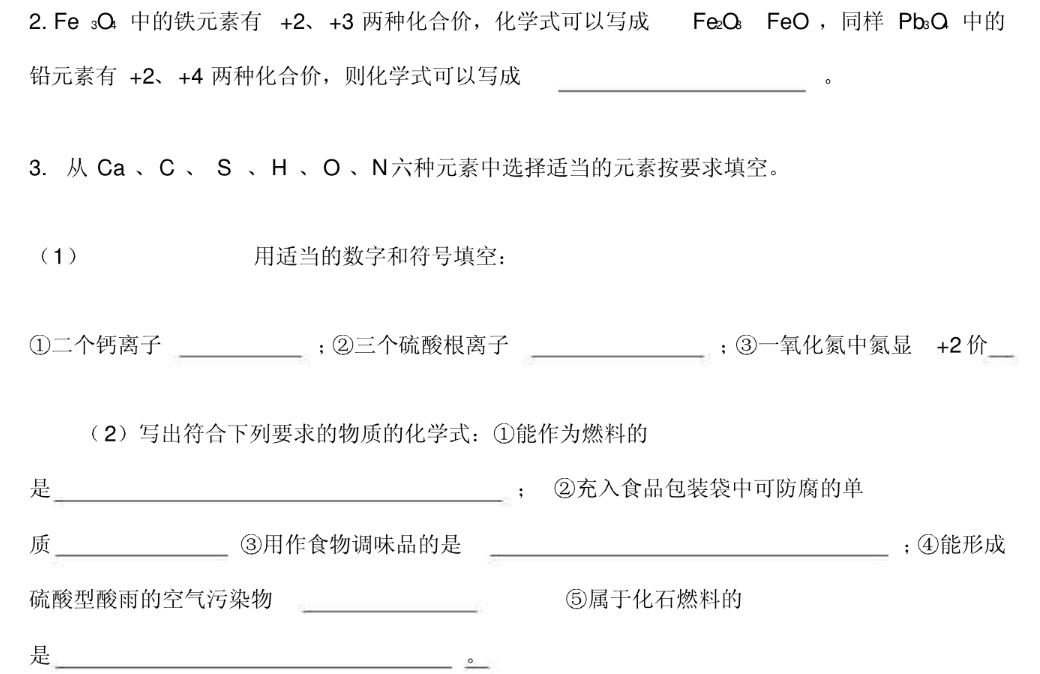 2. Fe 3O4 中的铁元素有 +2、+3 两种化合价，化学式可以写成 Fe2O3 FeO ，同样 Pb3O4 中的
铅元素有 +2、+4 两种化合价，则化学式可以写成 。
3. 从 Ca 、C 、 S 、H 、O 、N六种元素中选择适当的元素按要求填空。
（1） 用适当的数字和符号填空：
①二个钙离子 ；②三个硫酸根离子 ；③一氧化氮中氮显 +2价
（2）写出符合下列要求的物质的化学式：①能作为燃料的
是 ； ②充入食品包装袋中可防腐的单
质 ③用作食物调味品的是 ；④能形成
硫酸型酸雨的空气污染物 ⑤属于化石燃料的
是 。